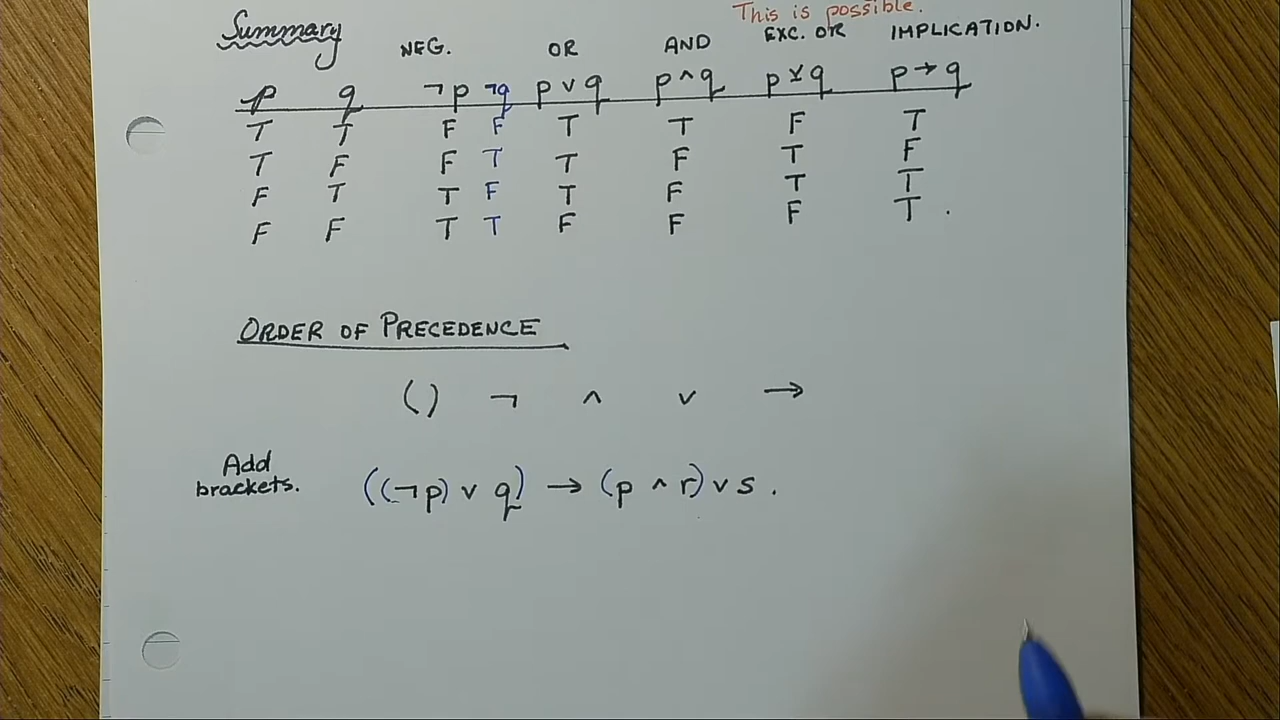 This is possible.
Summary NEG. OR AND EXC. OR IMPLICATION.
p q ¬p ¬q p ∨ q p ∧ q p ⊻ q p → q
T T F F T T F T
T F F T T F T F
F T T F T F T T
F F T T F F F T .
ORDER OF PRECEDENCE
( ) ¬ ∧ ∨ →
Add
brackets. ((¬p) ∨ q) → (p ∧ r) ∨ s .